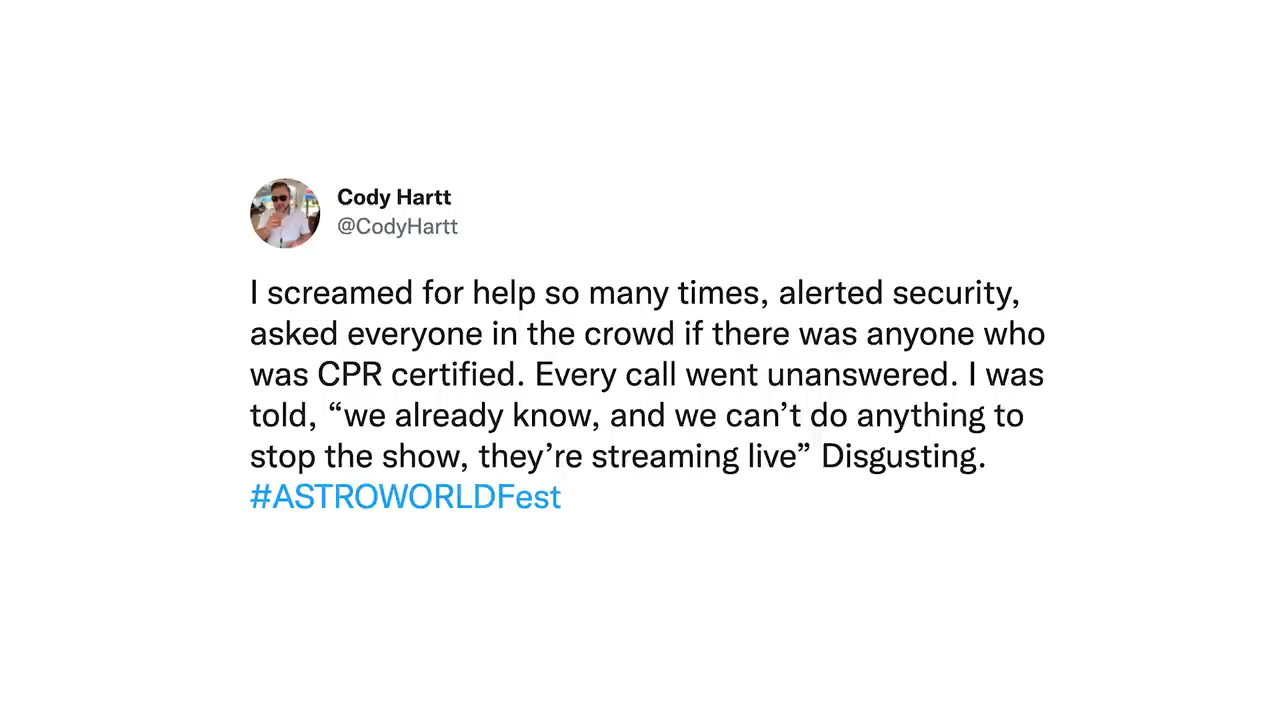 Cody Hartt
@CodyHartt
I screamed for help so many times, alerted security,
asked everyone in the crowd if there was anyone who
was CPR certified. Every call went unanswered. I was
told, “we already know, and we can’t do anything to
stop the show, they’re streaming live” Disgusting.
#ASTROWORLDFest